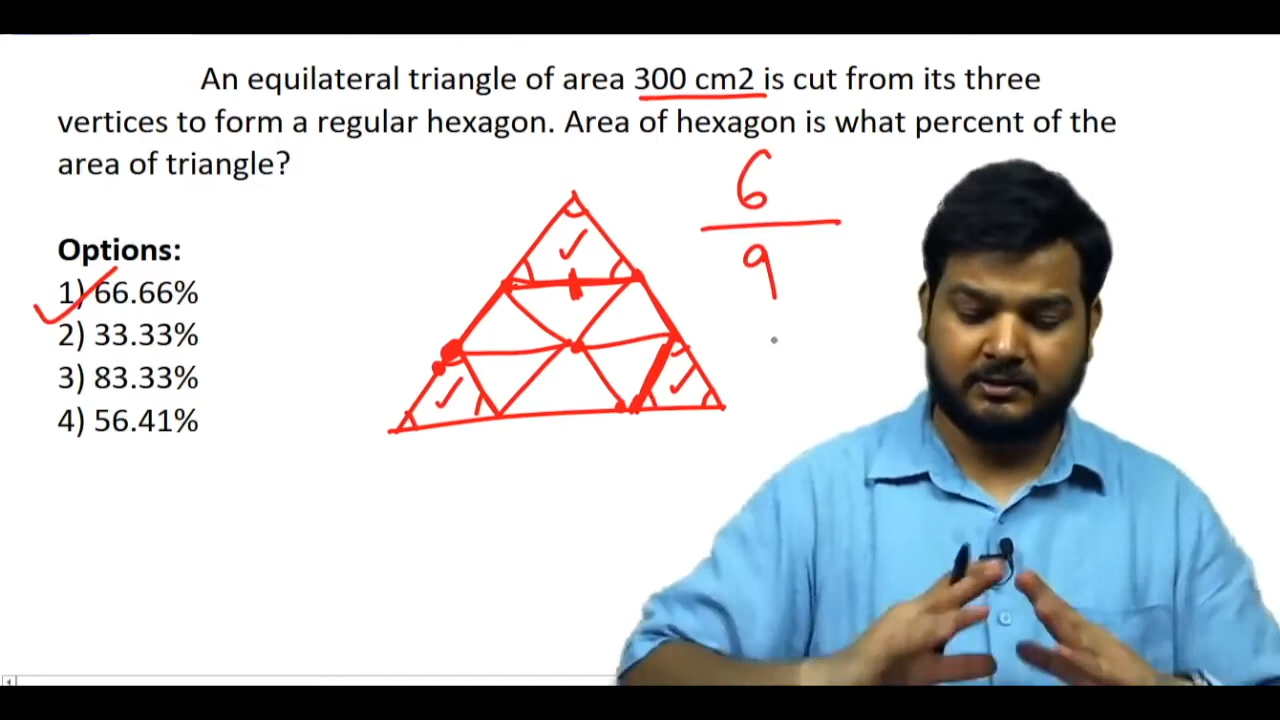 An equilateral triangle of area 300 cm2 is cut from its three
vertices to form a regular hexagon. Area of hexagon is what percent of the
area of triangle?
6
9
Options:
1) 66.66%
2) 33.33%
3) 83.33%
4) 56.41%